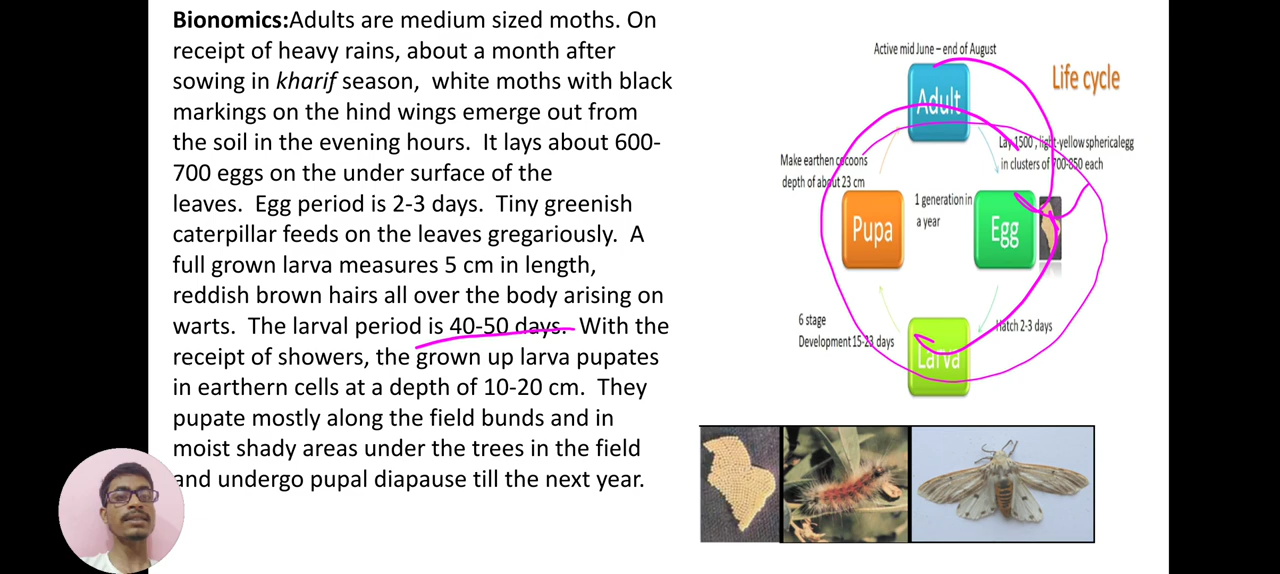 Bionomics:Adults are medium sized moths. On
receipt of heavy rains, about a month after
sowing in kharif season, white moths with black
markings on the hind wings emerge out from
the soil in the evening hours. It lays about 600-
700 eggs on the under surface of the
leaves. Egg period is 2-3 days. Tiny greenish
caterpillar feeds on the leaves gregariously. A
full grown larva measures 5 cm in length,
reddish brown hairs all over the body arising on
warts. The larval period is 40-50 days. With the
receipt of showers, the grown up larva pupates
in earthern cells at a depth of 10-20 cm. They
pupate mostly along the field bunds and in
moist shady areas under the trees in the field
and undergo pupal diapause till the next year.
Active mid June – end of August
Life cycle
Adult
Lay 1500 , light-yellow sphericalegg
in clusters of 700-850 each
Make earthen cocoons
depth of about 23 cm
1 generation in
a year
Pupa
Egg
6 stage
Development 15-23 days
Hatch 2-3 days
Larva